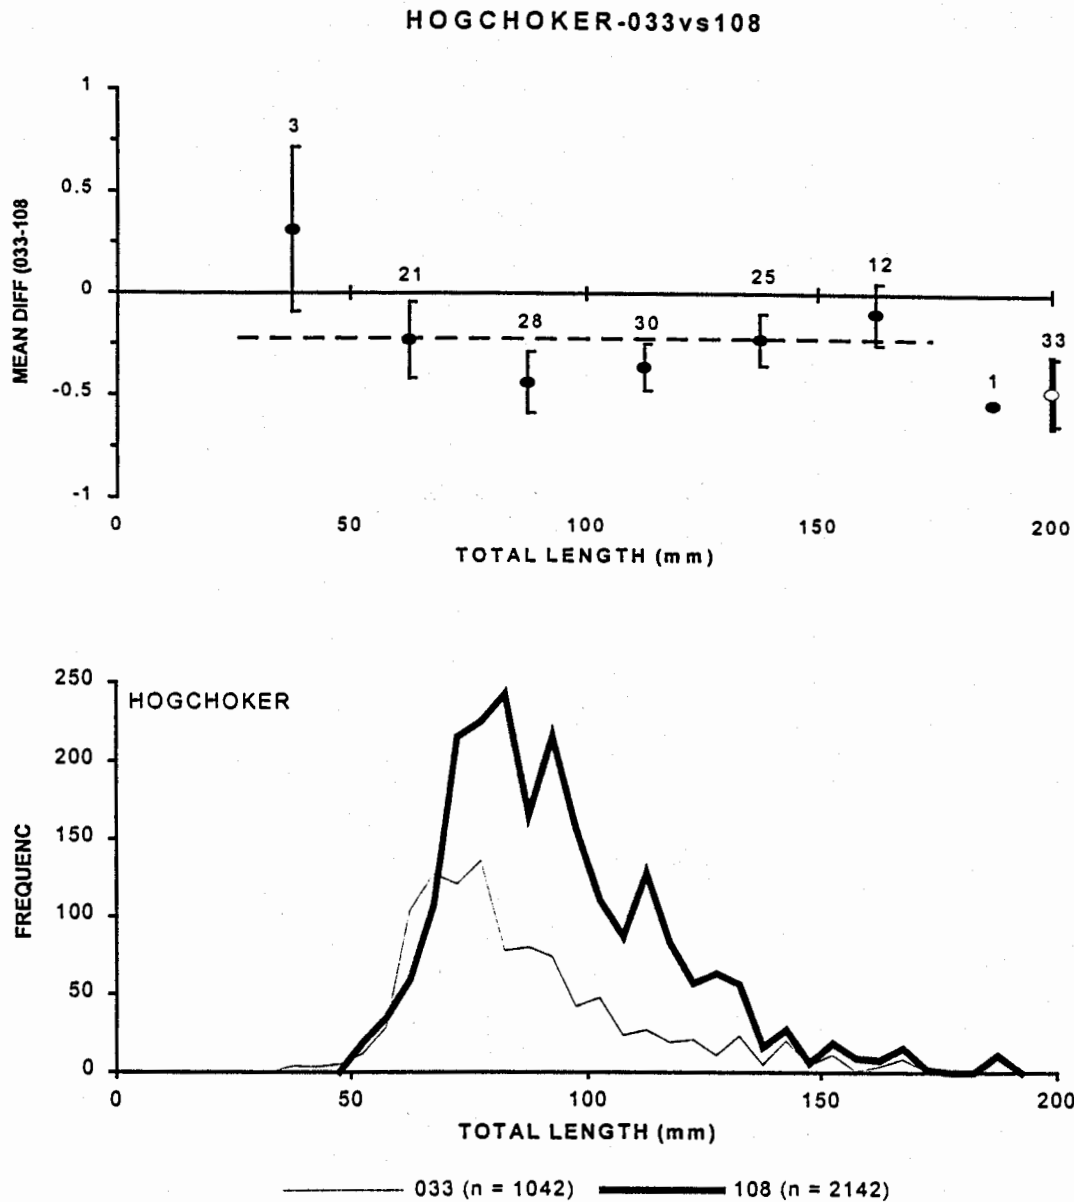 HOGCHOKER-033vs108
MEAN DIFF (033-108
1
0.5
0
-0.5
-1
3
21
28
30
25
12
1
33
0 50 100 150 200
TOTAL LENGTH (mm)
HOGCHOKER
FREQUENC
250
200
150
100
50
0
0 50 100 150 200
TOTAL LENGTH (mm)
033 (n = 1042) 108 (n = 2142)